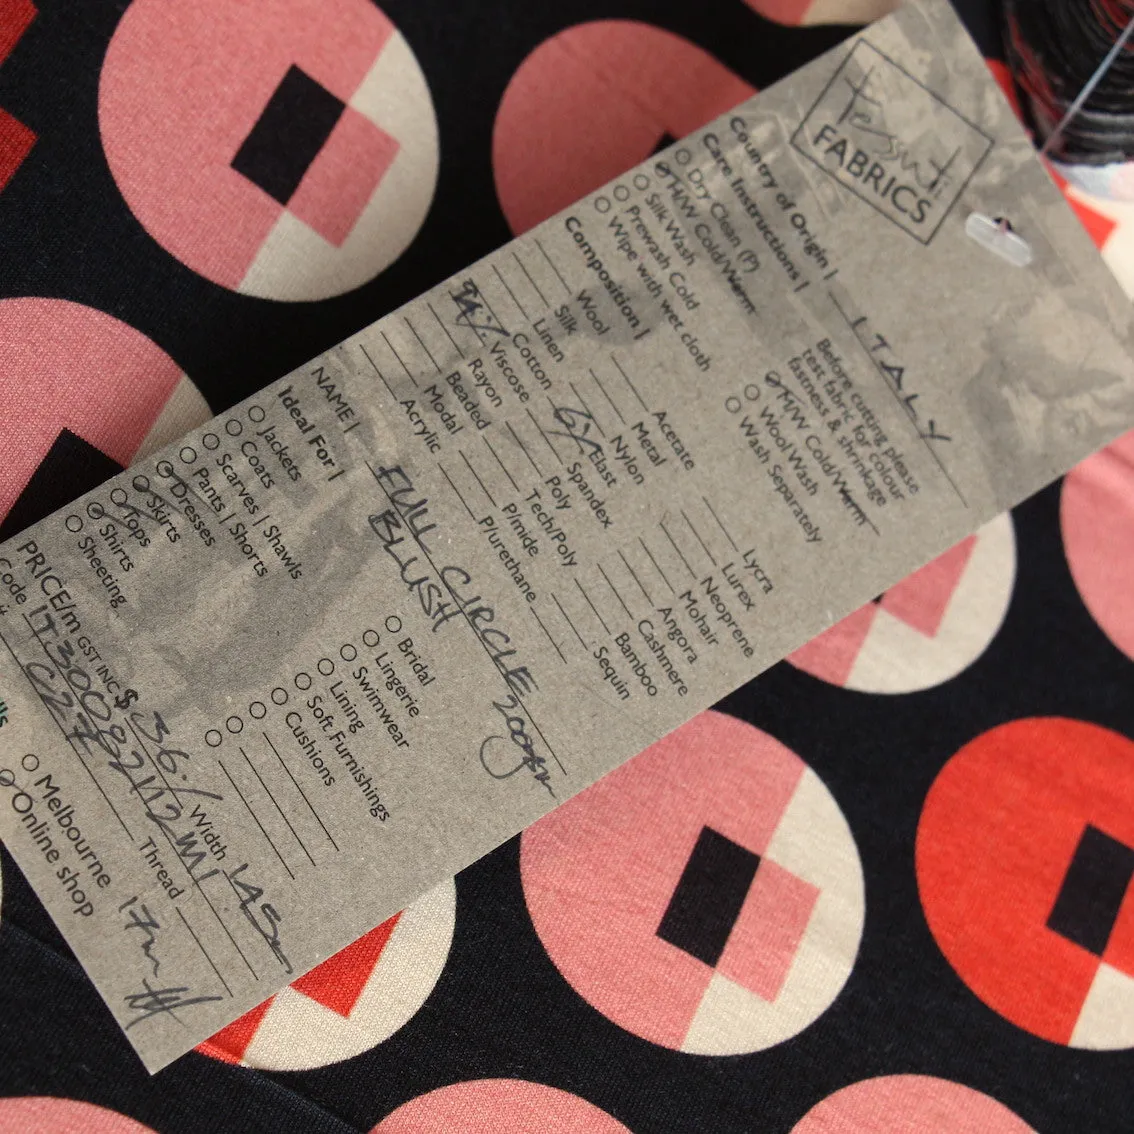 Tessuti
FABRICS
Country of Origin | ITALY
Care Instructions |
Dry Clean (P)
H/W Cold/Warm
Silk Wash
Prewash Cold
Wipe with wet cloth
Before cutting please
test fabric for colour
fastness & shrinkage
M/W Cold/Warm
Wool Wash
Wash Separately
Composition |
Wool
Silk
Linen
Cotton
94% Viscose
Rayon
Beaded
Modal
Acrylic
Acetate
Metal
Nylon
6% Elast
Spandex
Poly
Tech/Poly
P/mide
P/urethane
Lycra
Lurex
Neoprene
Mohair
Angora
Cashmere
Bamboo
Sequin
NAME | FULL CIRCLE 200gsm
BLUSH
Ideal For |
Jackets
Coats
Scarves | Shawls
Pants | Shorts
Dresses
Skirts
Tops
Shirts
Sheeting
Bridal
Lingerie
Swimwear
Lining
Soft Furnishings
Cushions
PRICE/m GST INC $ 36. Width 145
Code IT300
Thread
Melbourne
Online shop 17m